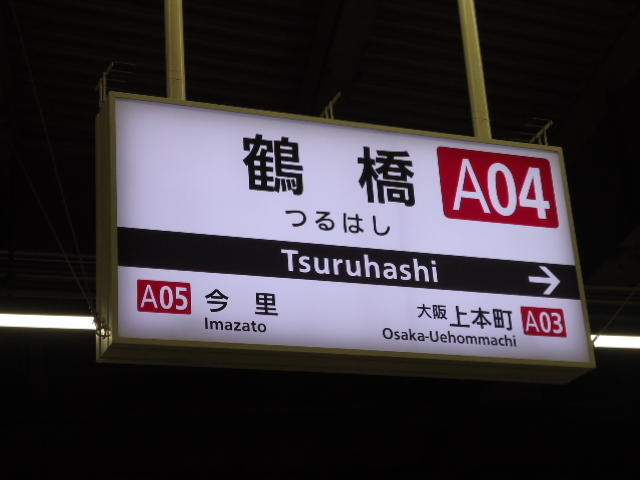 鶴橋 A04
つるはし
Tsuruhashi →
A05 今里 大阪上本町 A03
Imazato Osaka-Uehommachi